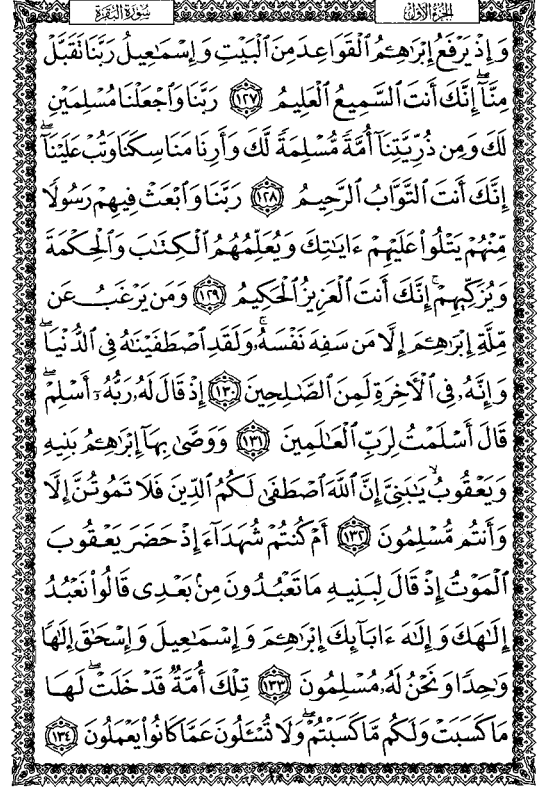 الجزء الأول
سورة البقرة
وَإِذْ يَرْفَعُ إِبْرَٰهِـۧمُ ٱلْقَوَاعِدَ مِنَ ٱلْبَيْتِ وَإِسْمَـٰعِيلُ رَبَّنَا تَقَبَّلْ
مِنَّآ ۖ إِنَّكَ أَنتَ ٱلسَّمِيعُ ٱلْعَلِيمُ ١٢٧ رَبَّنَا وَٱجْعَلْنَا مُسْلِمَيْنِ
لَكَ وَمِن ذُرِّيَّتِنَآ أُمَّةً مُّسْلِمَةً لَّكَ وَأَرِنَا مَنَاسِكَنَا وَتُبْ عَلَيْنَآ ۖ
إِنَّكَ أَنتَ ٱلتَّوَّابُ ٱلرَّحِيمُ ١٢٨ رَبَّنَا وَٱبْعَثْ فِيهِمْ رَسُولًا
مِّنْهُمْ يَتْلُوا۟ عَلَيْهِمْ ءَايَـٰتِكَ وَيُعَلِّمُهُمُ ٱلْكِتَـٰبَ وَٱلْحِكْمَةَ
وَيُزَكِّيهِمْ ۚ إِنَّكَ أَنتَ ٱلْعَزِيزُ ٱلْحَكِيمُ ١٢٩ وَمَن يَرْغَبُ عَن
مِّلَّةِ إِبْرَٰهِـۧمَ إِلَّا مَن سَفِهَ نَفْسَهُۥ ۚ وَلَقَدِ ٱصْطَفَيْنَـٰهُ فِى ٱلدُّنْيَا ۖ
وَإِنَّهُۥ فِى ٱلْـَٔاخِرَةِ لَمِنَ ٱلصَّـٰلِحِينَ ١٣٠ إِذْ قَالَ لَهُۥ رَبُّهُۥٓ أَسْلِمْ ۖ
قَالَ أَسْلَمْتُ لِرَبِّ ٱلْعَـٰلَمِينَ ١٣١ وَوَصَّىٰ بِهَآ إِبْرَٰهِـۧمُ بَنِيهِ
وَيَعْقُوبُ يَـٰبَنِىَّ إِنَّ ٱللَّهَ ٱصْطَفَىٰ لَكُمُ ٱلدِّينَ فَلَا تَمُوتُنَّ إِلَّا
وَأَنتُم مُّسْلِمُونَ ١٣٢ أَمْ كُنتُمْ شُهَدَآءَ إِذْ حَضَرَ يَعْقُوبَ
ٱلْمَوْتُ إِذْ قَالَ لِبَنِيهِ مَا تَعْبُدُونَ مِنۢ بَعْدِى قَالُوا۟ نَعْبُدُ
إِلَـٰهَكَ وَإِلَـٰهَ ءَابَآئِكَ إِبْرَٰهِـۧمَ وَإِسْمَـٰعِيلَ وَإِسْحَـٰقَ إِلَـٰهًا
وَٰحِدًا وَنَحْنُ لَهُۥ مُسْلِمُونَ ١٣٣ تِلْكَ أُمَّةٌ قَدْ خَلَتْ ۖ لَهَا
مَا كَسَبَتْ وَلَكُم مَّا كَسَبْتُمْ ۖ وَلَا تُسْـَٔلُونَ عَمَّا كَانُوا۟ يَعْمَلُونَ ١٣٤